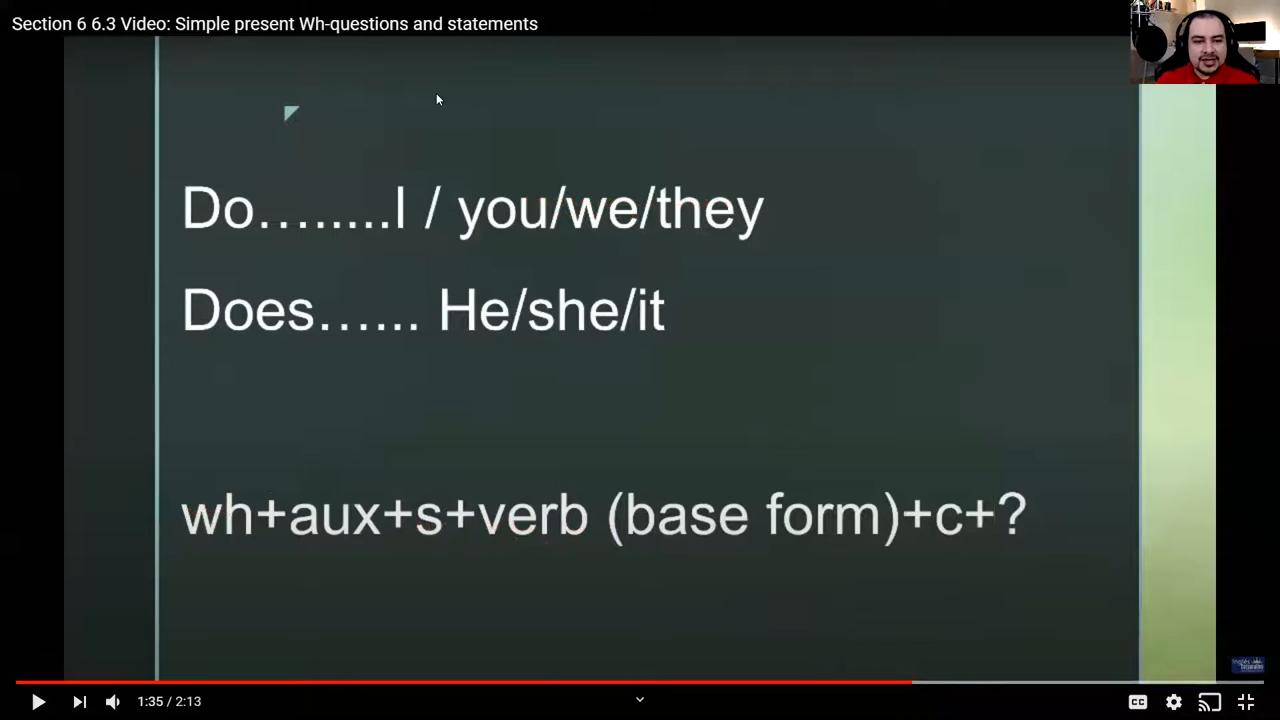 Section 6 6.3 Video: Simple present Wh-questions and statements
Do….....I / you/we/they
Does…... He/she/it
wh+aux+s+verb (base form)+c+?
1:35 / 2:13
CC